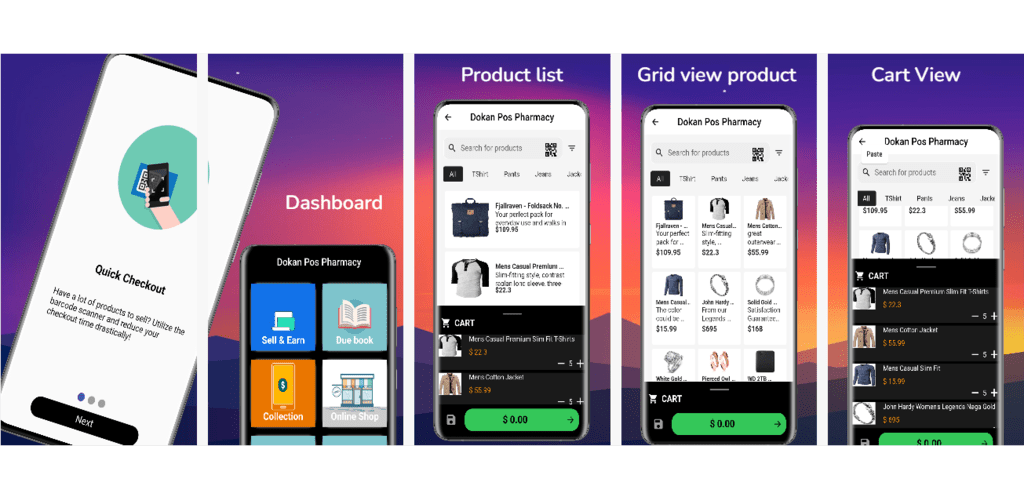 Quick Checkout
Have a lot of products to sell? Utilize the
barcode scanner and reduce your
checkout time drastically!
Next
Dashboard
Dokan Pos Pharmacy
Sell & Earn
Due book
Collection
Online Shop
Product list
Dokan Pos Pharmacy
Search for products
All TShirt Pants Jeans Jacke
Fjallraven - Foldsack No. ...
Your perfect pack for
everyday use and walks in
$109.95
Mens Casual Premium ...
Slim-fitting style, contrast
raglan long sleeve, three
$22.3
CART
Mens Casual Premium Slim Fit T-Shirts
$ 22.3
— 5 +
Mens Cotton Jacket
$ 55.99
— 5 +
$ 0.00
Grid view product
Dokan Pos Pharmacy
Search for products
All TShirt Pants Jeans Jacke
Fjallraven - ...
Your perfect
pack for ...
$109.95
Mens Casual...
Slim-fitting
style, ...
$22.3
Mens Cotton...
great
outerwear ...
$55.99
Mens Casual...
The color
could be ...
$15.99
John Hardy ...
From our
Legends ...
$695
Solid Gold ...
Satisfaction
Guarantee...
$168
White Gold ...
Pierced Owl ...
WD 2TB ...
CART
$ 0.00
Cart View
Dokan Pos Pharmacy
Paste
Search for products
All TShirt Pants Jeans Jacke
$109.95 $22.3 $55.99
CART
Mens Casual Premium Slim Fit T-Shirts
$ 22.3
— 5 +
Mens Cotton Jacket
$ 55.99
— 5 +
Mens Casual Slim Fit
$ 15.99
— 5 +
John Hardy Women's Legends Naga Gold
$ 695
— 5 +
$ 0.00